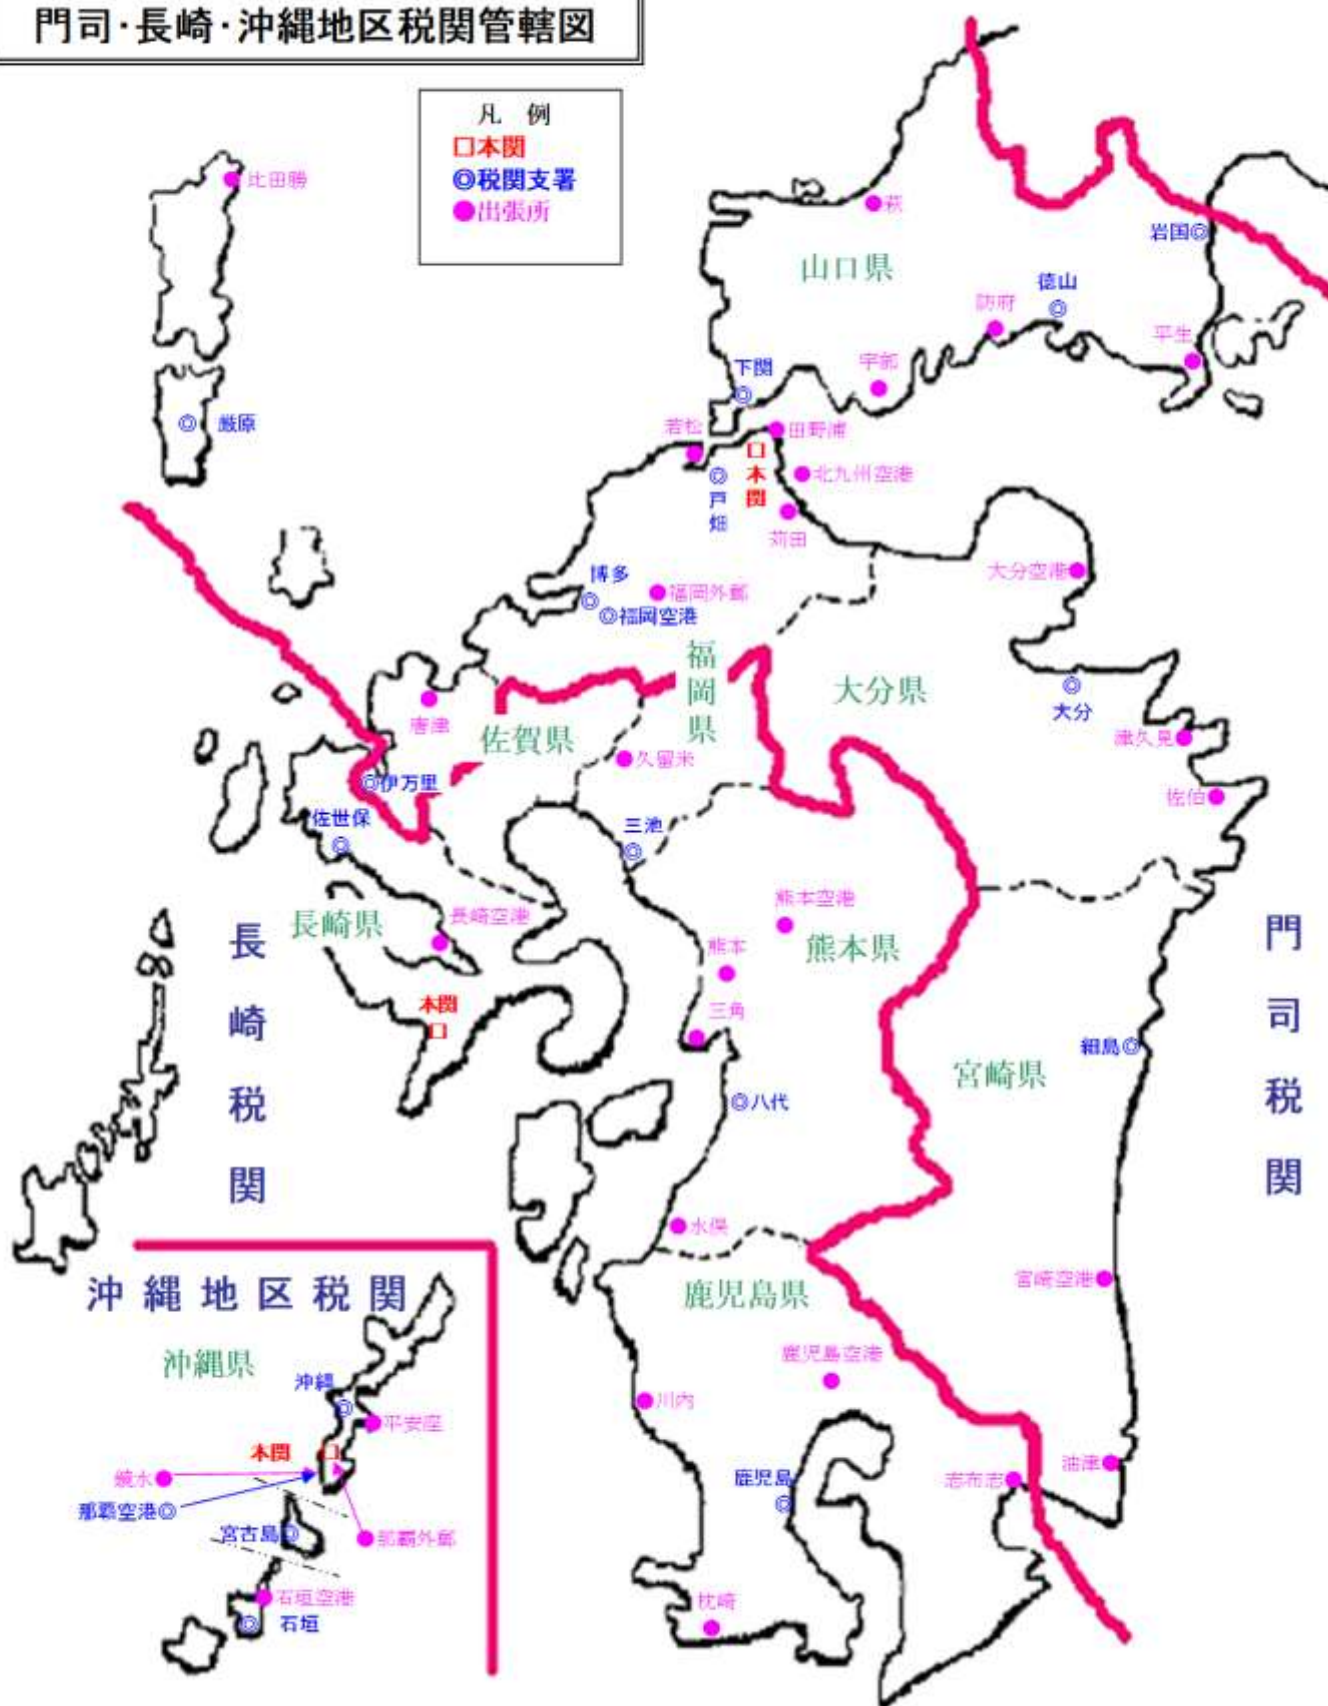 門司・長崎・沖縄地区税関管轄図
凡 例
口本関
◎税関支署
●出張所
比田勝
萩
岩国◎
山口県
徳山
防府
平生
下関
宇部
厳原
若松
田野浦
口本関
北九州空港
戸畑
苅田
大分空港
博多
福岡外郵
◎福岡空港
福岡県
大分県
唐津
佐賀県
大分
津久見
久留米
◎伊万里
佐伯
佐世保
三池
長崎県
長崎空港
熊本空港
熊本県
熊本
長崎税関
門司税関
本関
口
三角
細島◎
宮崎県
◎八代
水俣
宮崎空港
沖縄地区税関
鹿児島県
沖縄県
鹿児島空港
沖縄
川内
平安座
本関
口
油津
鏡水
志布志
鹿児島
那覇空港◎
宮古島◎
那覇外郵
石垣空港
枕崎
石垣